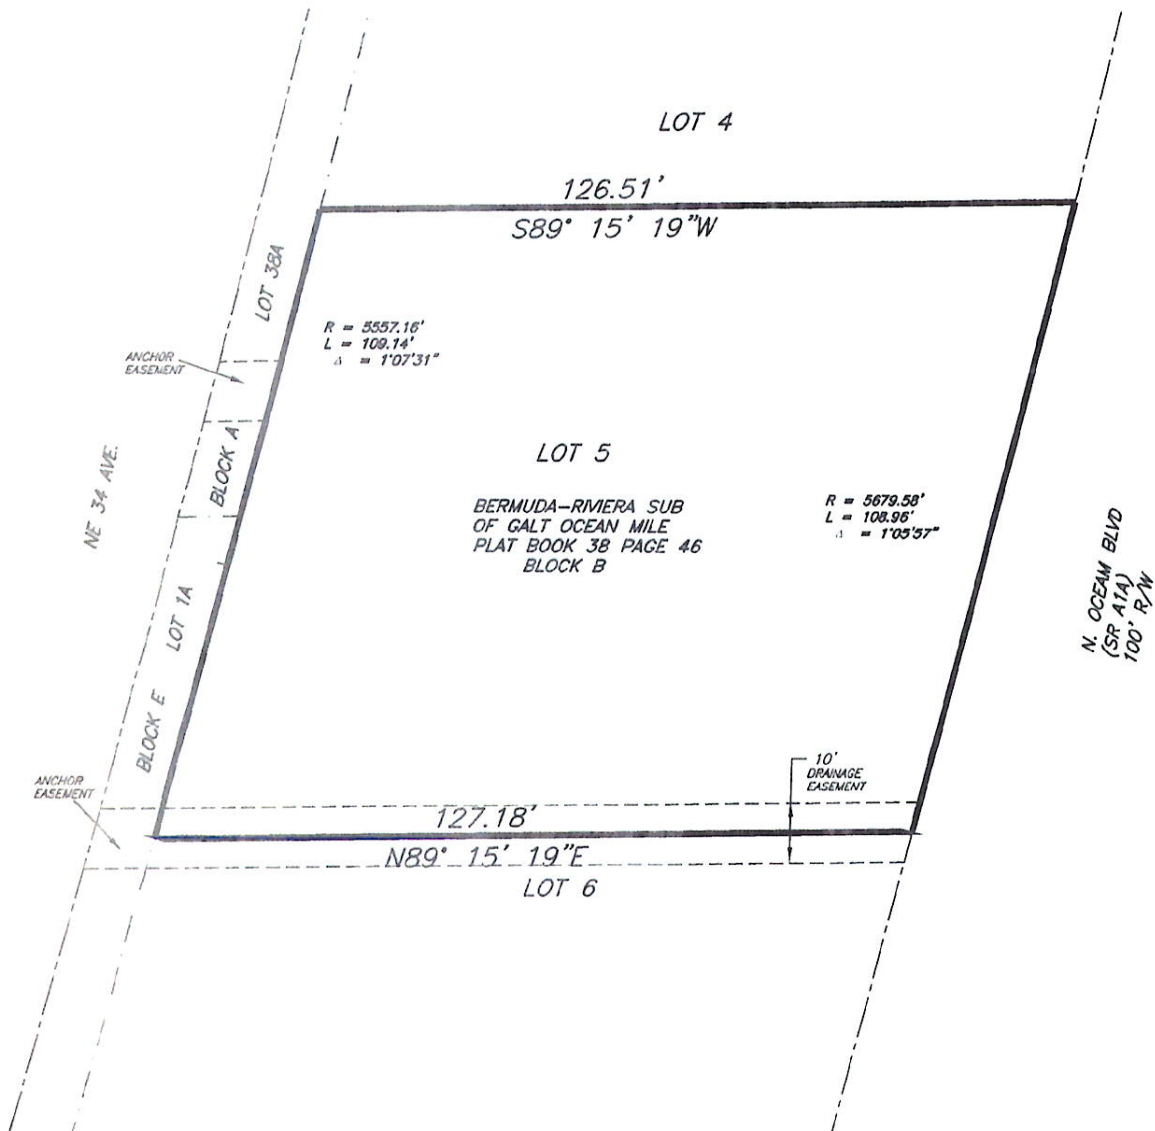 LOT 4
126.51'
S89° 15' 19"W
LOT 38A
R = 5557.16'
L = 109.14'
Δ = 1°07'31"
ANCHOR
EASEMENT
BLOCK A
NE 34 AVE.
LOT 5
BERMUDA-RIVIERA SUB
OF GALT OCEAN MILE
PLAT BOOK 38 PAGE 46
BLOCK B
R = 5679.58'
L = 108.96'
Δ = 1°05'57"
N. OCEAM BLVD
(SR A1A)
100' R/W
LOT 1A
BLOCK E
ANCHOR
EASEMENT
10'
DRAINAGE
EASEMENT
127.18'
N89° 15' 19"E
LOT 6